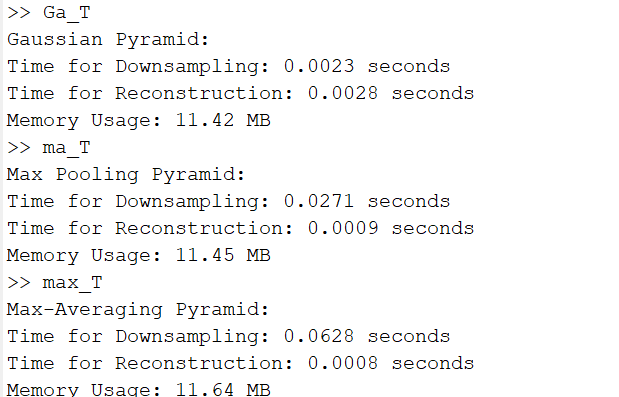 >> Ga_T
Gaussian Pyramid:
Time for Downsampling: 0.0023 seconds
Time for Reconstruction: 0.0028 seconds
Memory Usage: 11.42 MB
>> ma_T
Max Pooling Pyramid:
Time for Downsampling: 0.0271 seconds
Time for Reconstruction: 0.0009 seconds
Memory Usage: 11.45 MB
>> max_T
Max-Averaging Pyramid:
Time for Downsampling: 0.0628 seconds
Time for Reconstruction: 0.0008 seconds
Memory Usage: 11.64 MB